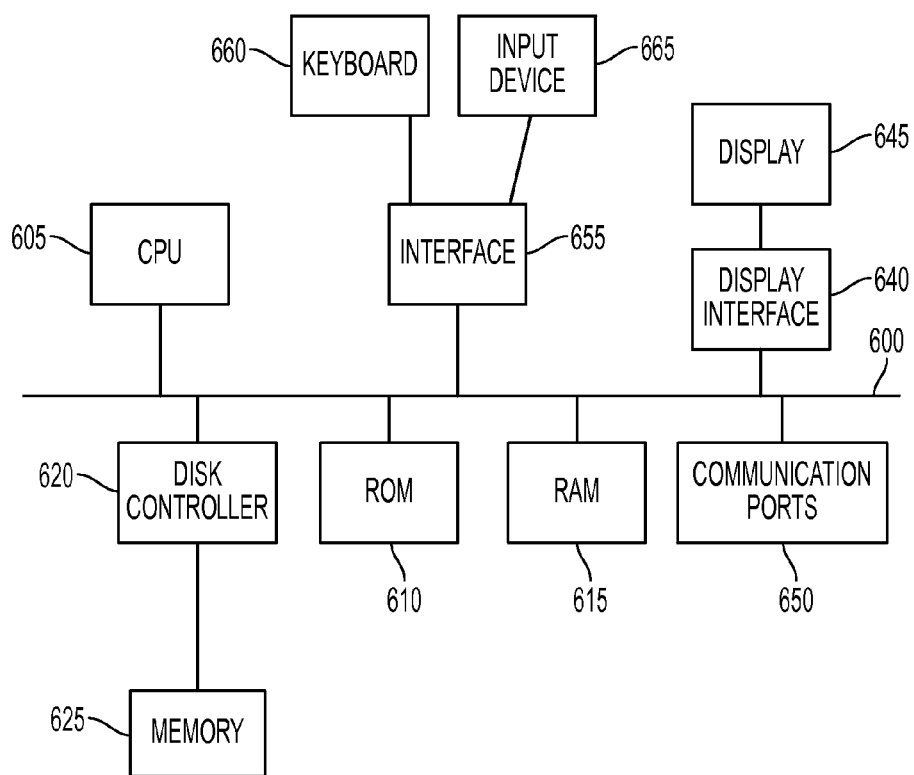 660
KEYBOARD
INPUT
DEVICE
665
DISPLAY
645
605
CPU
INTERFACE
655
DISPLAY
INTERFACE
640
600
620
DISK
CONTROLLER
ROM
RAM
COMMUNICATION
PORTS
610
615
650
625
MEMORY